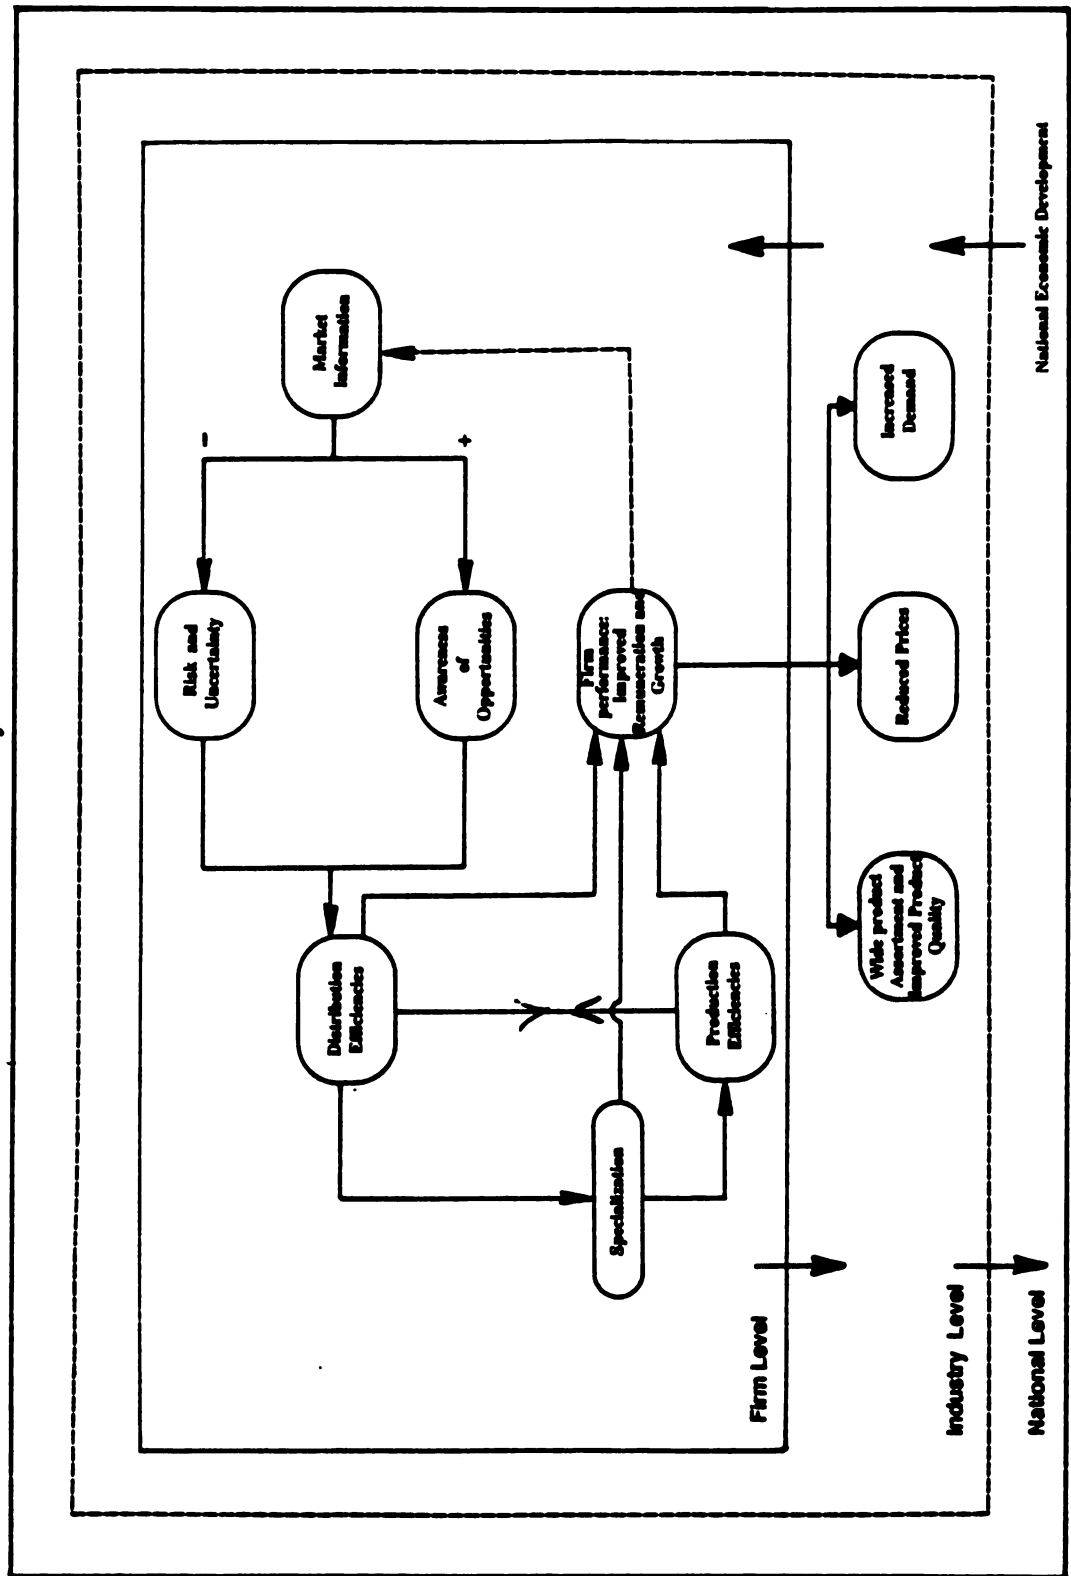 Market
Information
–
+
Risk and
Uncertainty
Awareness
of
Opportunities
Firm
performance:
Improved
Remuneration and
Growth
Distribution
Efficiencies
Production
Efficiencies
Specialization
Wide product
Assortment and
Improved Product
Quality
Reduced Prices
Increased
Demand
Firm Level
Industry Level
National Level
National Economic Development